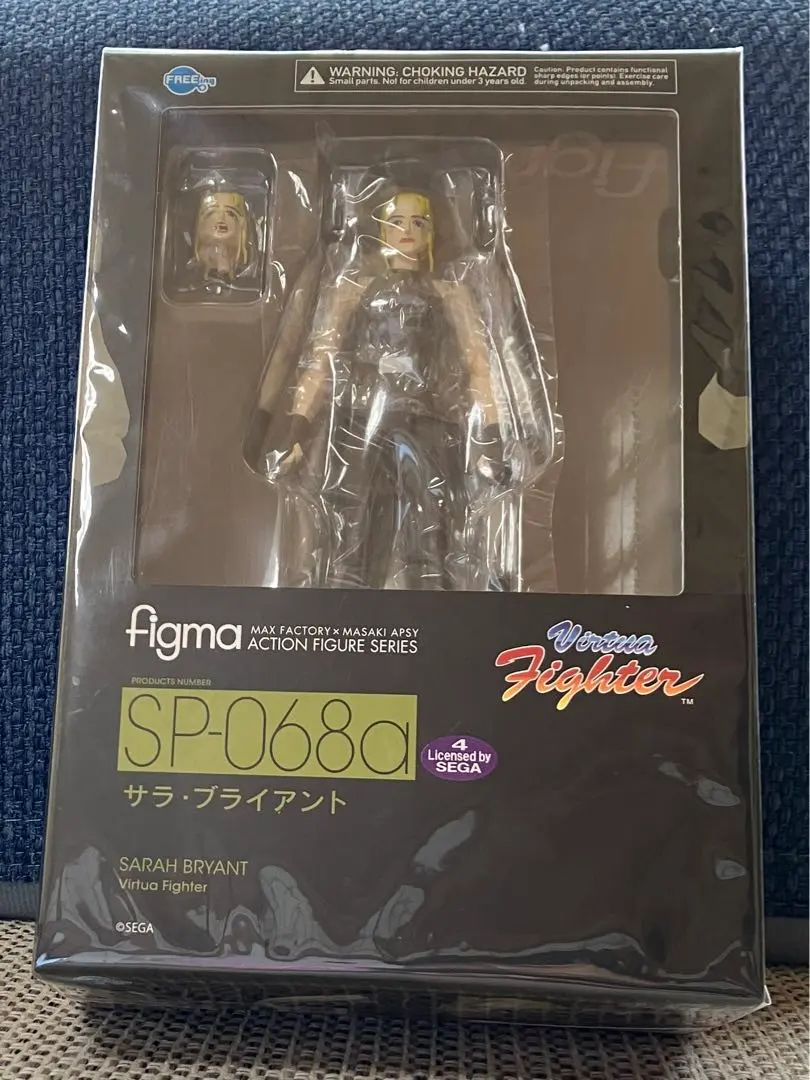 FREEing
WARNING: CHOKING HAZARD
Small parts. Not for children under 3 years old.
Caution: Product contains functional
sharp edges (or points). Exercise care
during unpacking and assembly.
figma
MAX FACTORY × MASAKI APSY
ACTION FIGURE SERIES
Virtua
Fighter
TM
PRODUCTS NUMBER
SP-068a
4
Licensed by
SEGA
サラ・ブライアント
SARAH BRYANT
Virtua Fighter
©SEGA